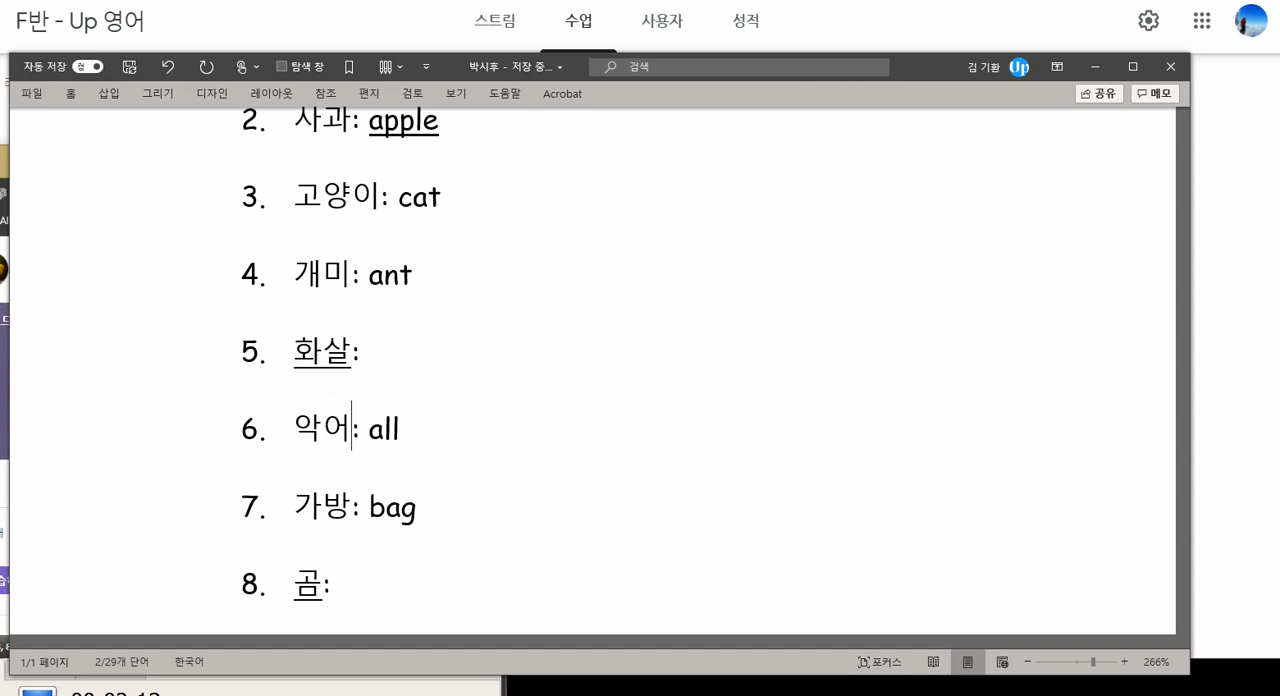 F반 - Up 영어
스트림 수업 사용자 성적
자동 저장 켬 탐색 창 박시후 - 저장 중... 검색 김 기환 Up
파일 홈 삽입 그리기 디자인 레이아웃 참조 편지 검토 보기 도움말 Acrobat 공유 메모
2. 사과: apple
3. 고양이: cat
4. 개미: ant
5. 화살:
6. 악어: all
7. 가방: bag
8. 곰:
1/1 페이지 2/29개 단어 한국어 포커스 266%